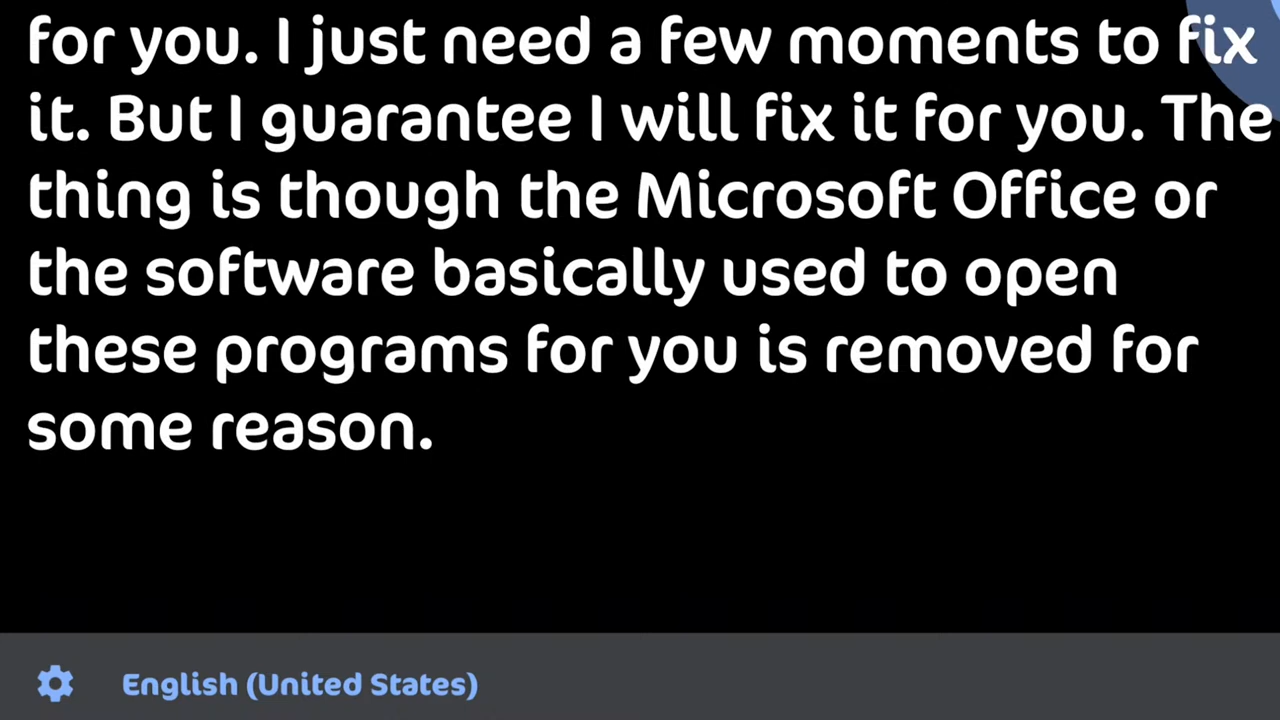 for you. I just need a few moments to fix
it. But I guarantee I will fix it for you. The
thing is though the Microsoft Office or
the software basically used to open
these programs for you is removed for
some reason.
English (United States)